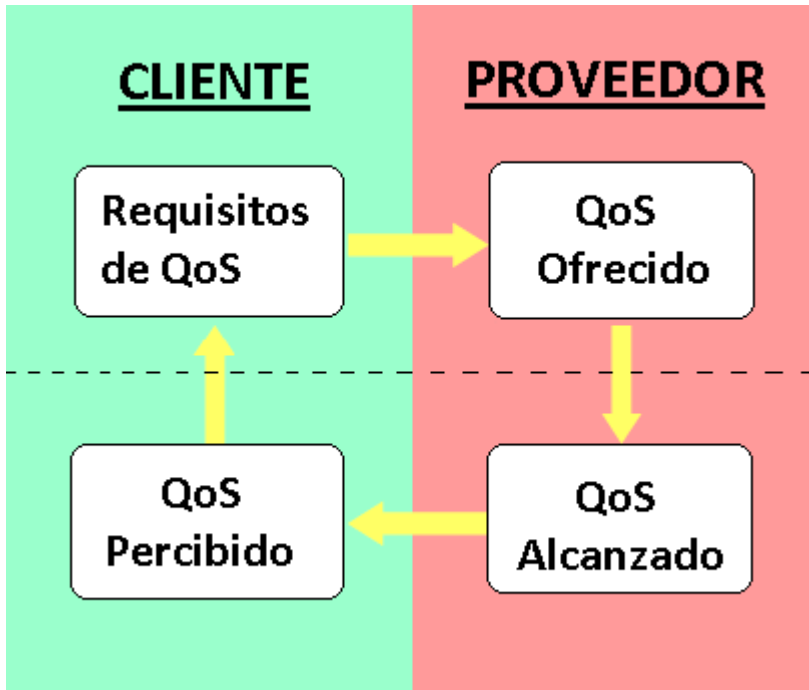 CLIENTE
PROVEEDOR
Requisitos
de QoS
QoS
Ofrecido
QoS
Percibido
QoS
Alcanzado